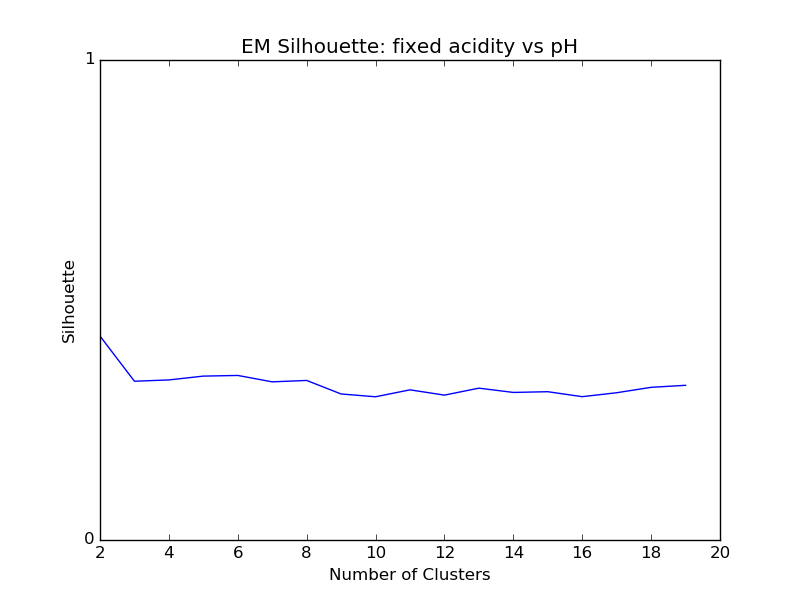 EM Silhouette: fixed acidity vs pH
1
Silhouette
0
2 4 6 8 10 12 14 16 18 20
Number of Clusters